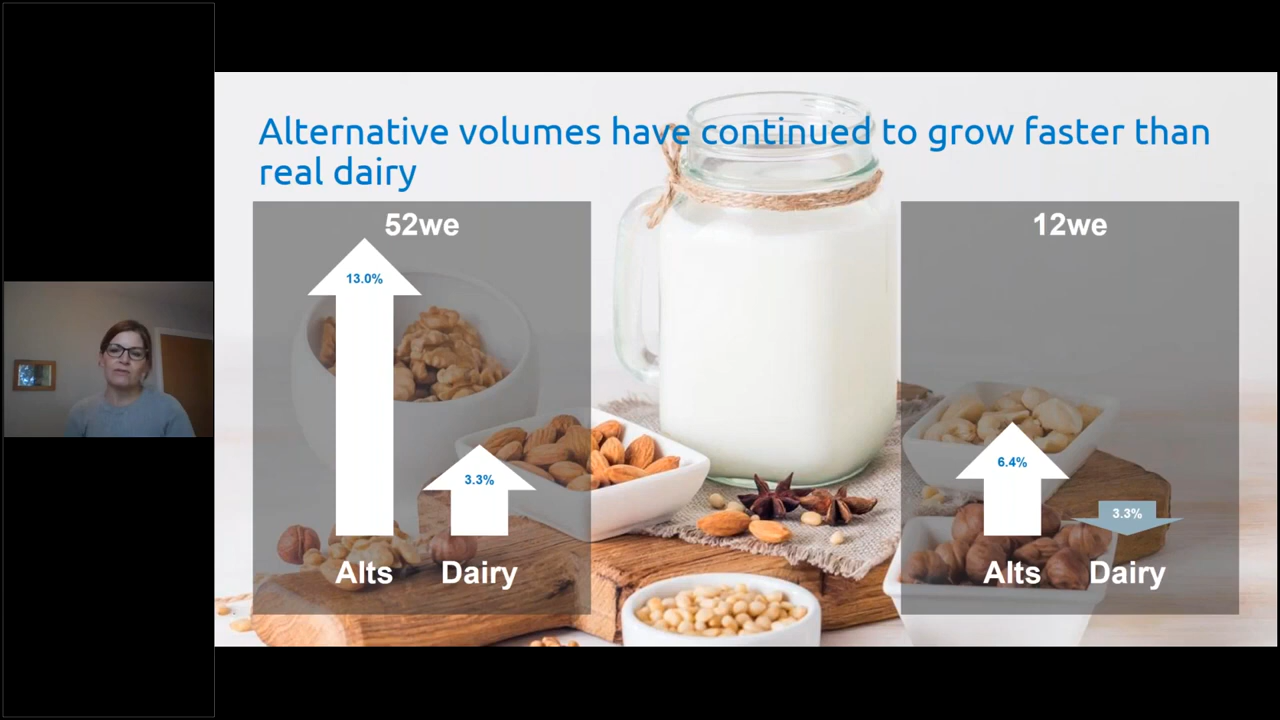 Alternative volumes have continued to grow faster than
real dairy
52we
13.0%
3.3%
Alts
Dairy
12we
6.4%
3.3%
Alts
Dairy